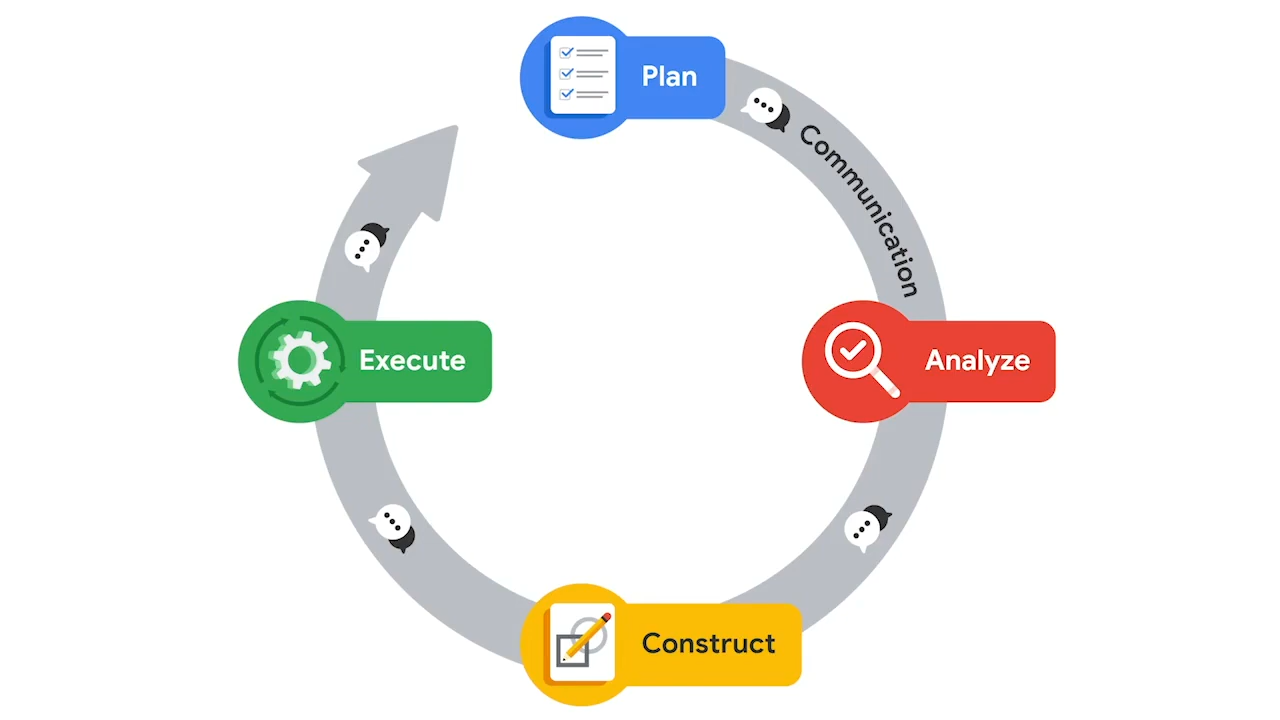 Plan
Communication
Analyze
Construct
Execute